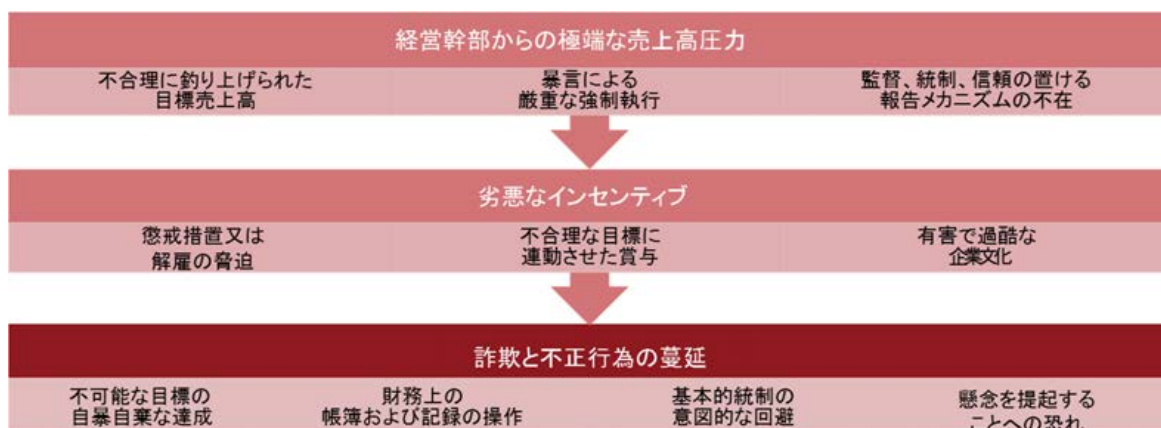 経営幹部からの極端な売上高圧力
不合理に釣り上げられた
目標売上高
暴言による
厳重な強制執行
監督、統制、信頼の置ける
報告メカニズムの不在
劣悪なインセンティブ
懲戒措置又は
解雇の脅迫
不合理な目標に
連動させた賞与
有害で過酷な
企業文化
詐欺と不正行為の蔓延
不可能な目標の
自暴自棄な達成
財務上の
帳簿および記録の操作
基本的統制の
意図的な回避
懸念を提起する
ことへの恐れ